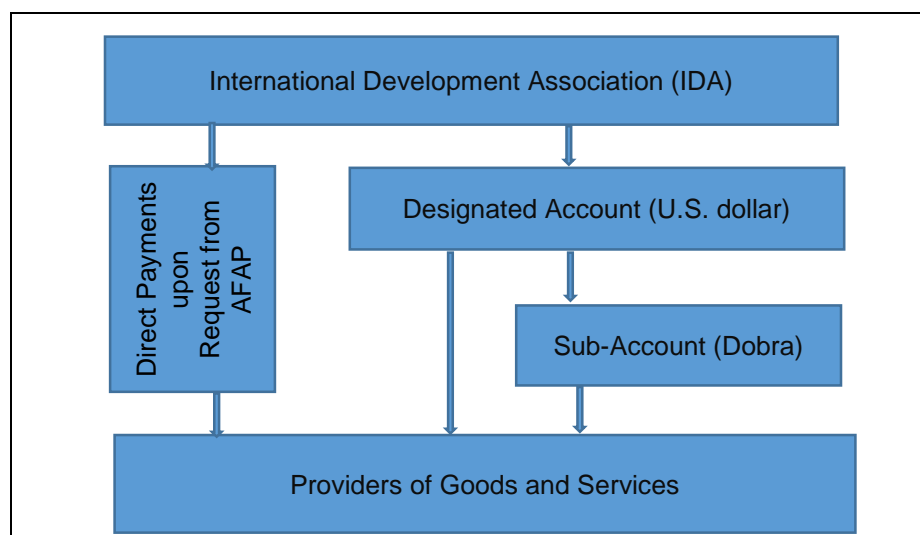 International Development Association (IDA)
Direct Payments
upon
Request from
AFAP
Designated Account (U.S. dollar)
Sub-Account (Dobra)
Providers of Goods and Services